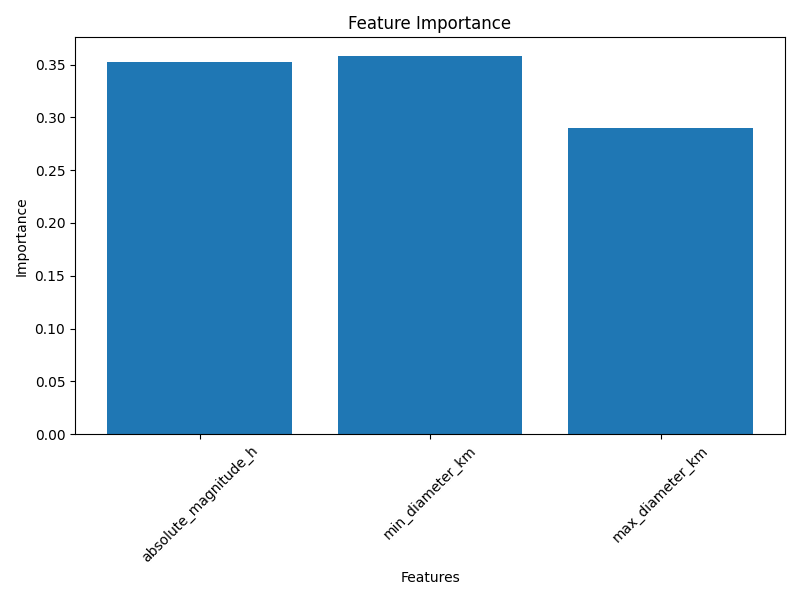 Feature Importance
Importance
0.35
0.30
0.25
0.20
0.15
0.10
0.05
0.00
absolute_magnitude_h
min_diameter_km
max_diameter_km
Features